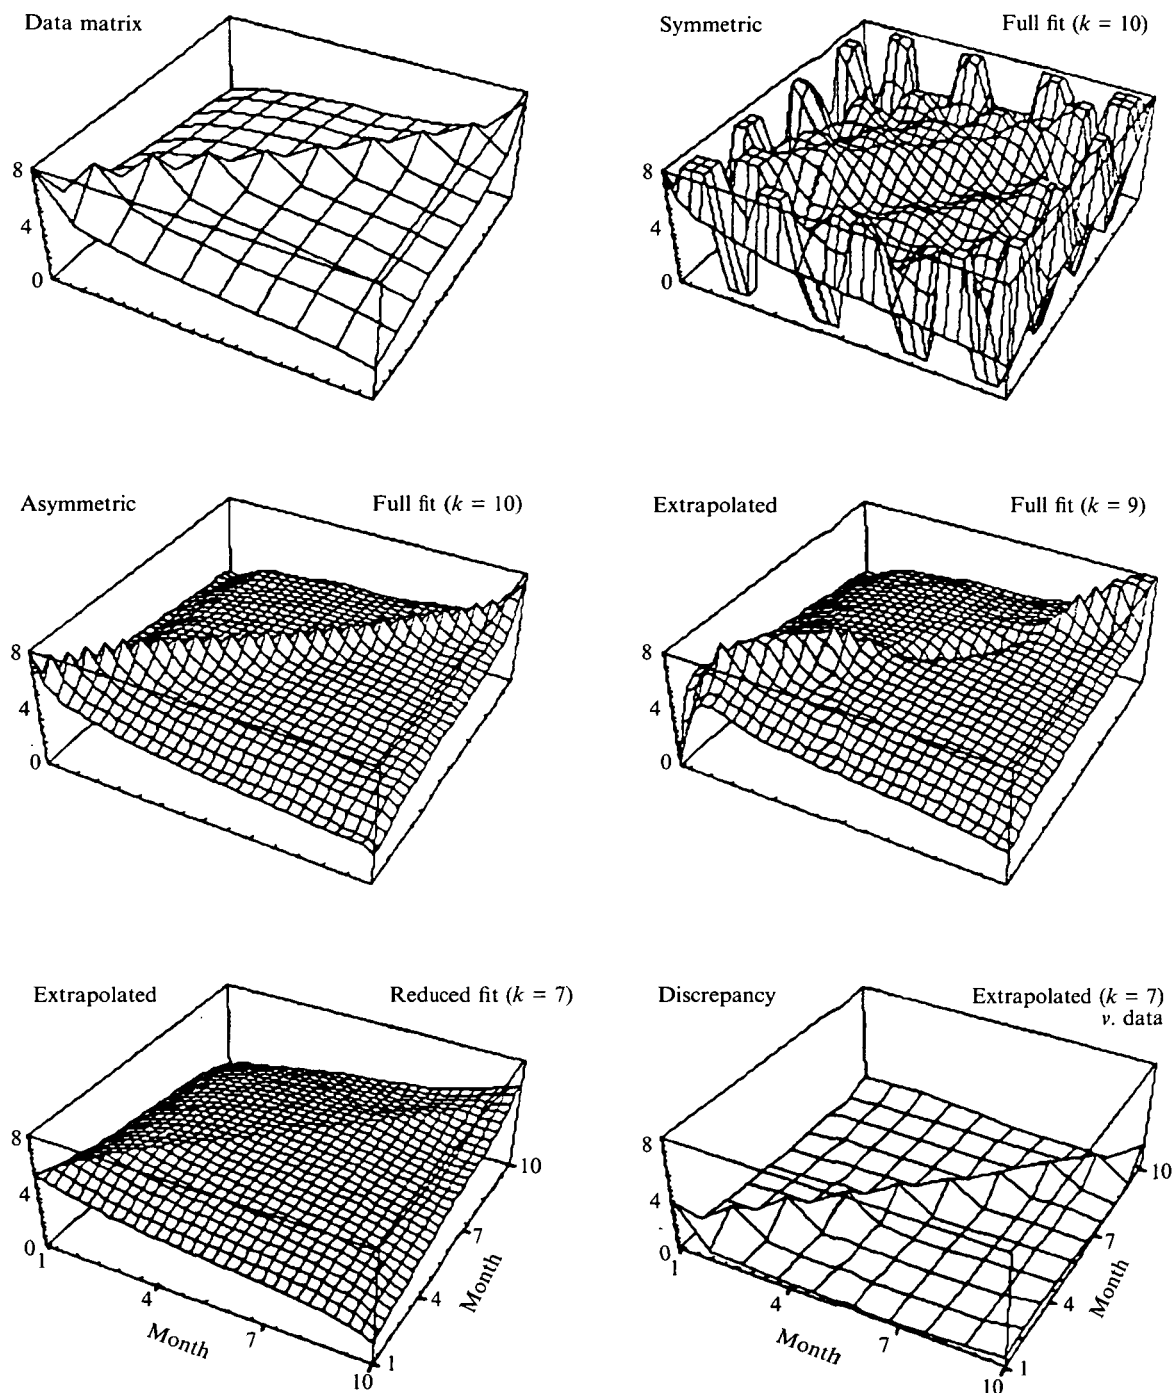 Data matrix
8
4
0
Symmetric
Full fit (k = 10)
8
4
0
Asymmetric
Full fit (k = 10)
8
4
0
Extrapolated
Full fit (k = 9)
8
4
0
Extrapolated
Reduced fit (k = 7)
8
4
0
1
4
7
10
Month
1
4
7
10
Month
Discrepancy
Extrapolated (k = 7)
v. data
8
4
0
1
4
7
10
Month
1
4
7
10
Month